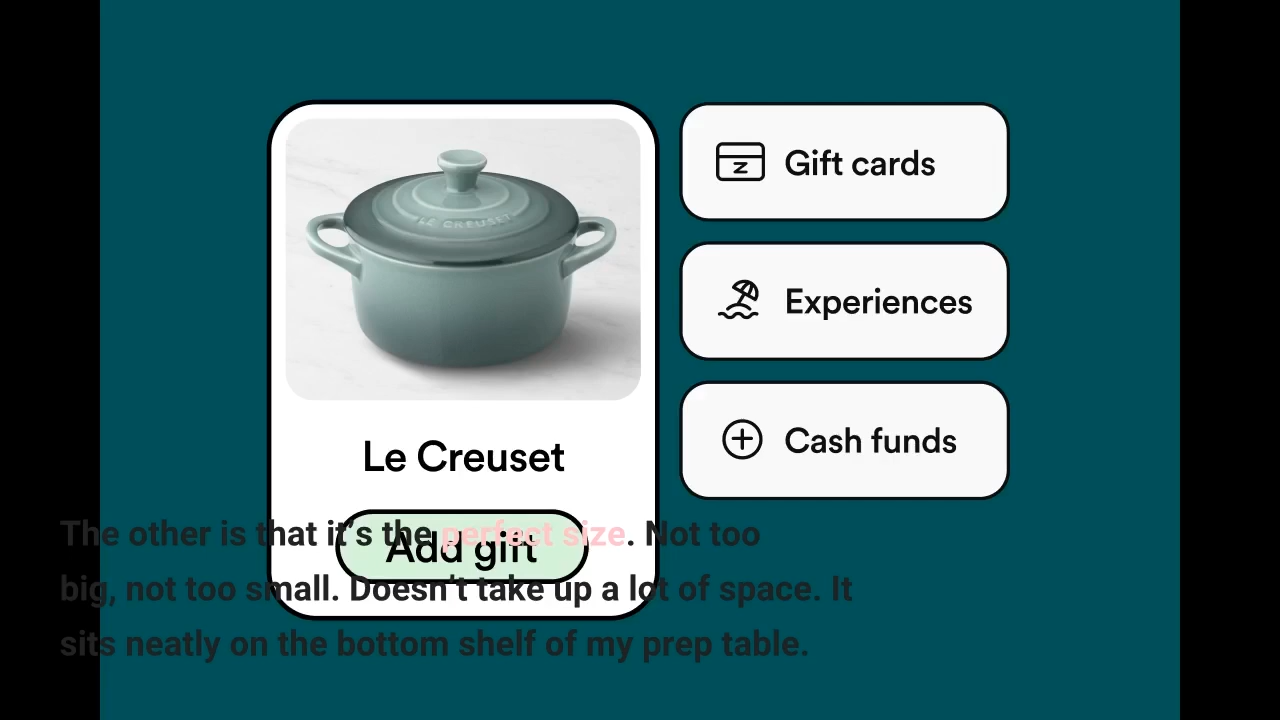 LE CREUSET
Le Creuset
Add gift
Gift cards
Experiences
Cash funds
The other is that it’s the perfect size. Not too
big, not too small. Doesn't take up a lot of space. It
sits neatly on the bottom shelf of my prep table.